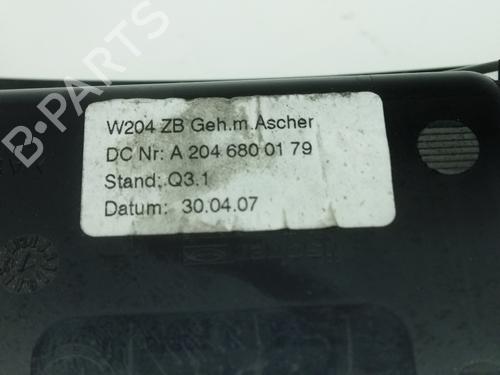 W204 ZB Geh.m.Ascher
DC Nr: A 204 680 01 79
Stand: Q3.1
Datum: 30.04.07
B-PARTS